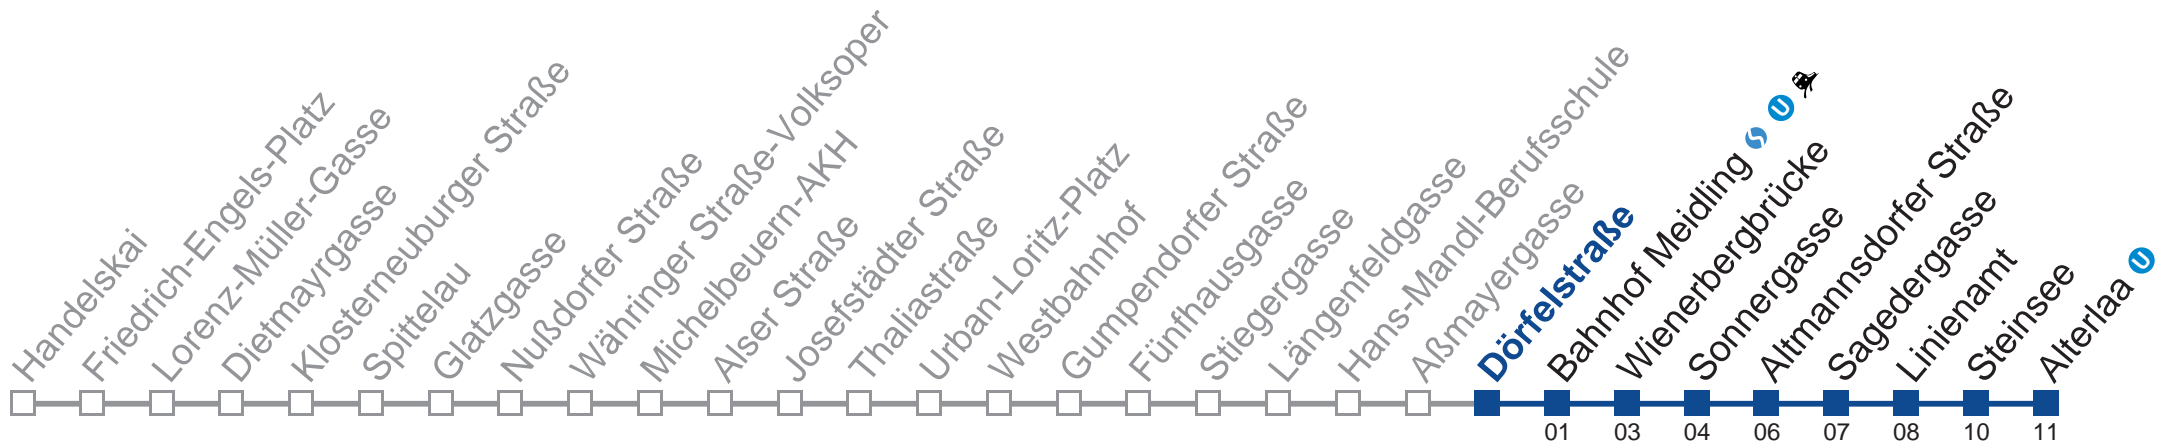 Handelskai
Friedrich-Engels-Platz
Lorenz-Müller-Gasse
Dietmayrgasse
Klosterneuburger Straße
Spittelau
Glatzgasse
Nußdorfer Straße
Währinger Straße-Volksoper
Michelbeuern-AKH
Alser Straße
Josefstädter Straße
Thaliastraße
Urban-Loritz-Platz
Westbahnhof
Gumpendorfer Straße
Fünfhausgasse
Stiegergasse
Längenfeldgasse
Hans-Mandl-Berufsschule
Aßmayergasse
Dörfelstraße
Bahnhof Meidling S U
Wienerbergbrücke
Sonnergasse
Altmannsdorfer Straße
Sagedergasse
Linienamt
Steinsee
Alterlaa U
01 03 04 06 07 08 10 11